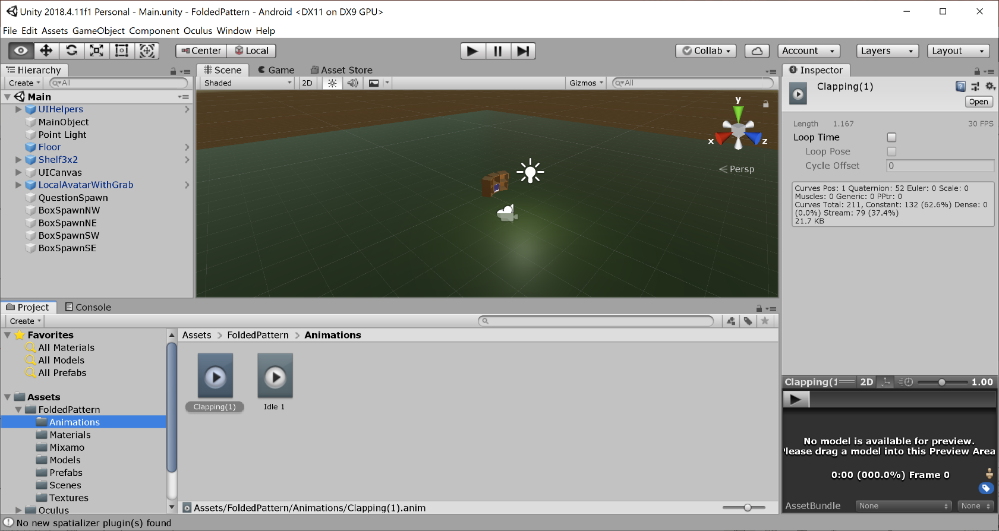 Unity 2018.4.11f1 Personal - Main.unity - FoldedPattern - Android <DX11 on DX9 GPU>
File Edit Assets GameObject Component Oculus Window Help
Center Local Collab Account Layers Layout
Hierarchy
Create All
Main
UIHelpers
MainObject
Point Light
Floor
Shelf3x2
UICanvas
LocalAvatarWithGrab
QuestionSpawn
BoxSpawnNW
BoxSpawnNE
BoxSpawnSW
BoxSpawnSE
Scene Game Asset Store
Shaded 2D Gizmos All
y
x z
Persp
Inspector
Clapping(1)
Open
Length 1.167 30 FPS
Loop Time
Loop Pose
Cycle Offset 0
Curves Pos: 1 Quaternion: 52 Euler: 0 Scale: 0
Muscles: 0 Generic: 0 PPtr: 0
Curves Total: 211, Constant: 132 (62.6%) Dense: 0
(0.0%) Stream: 79 (37.4%)
21.7 KB
Project Console
Create
Favorites
All Materials
All Models
All Prefabs
Assets
FoldedPattern
Animations
Materials
Mixamo
Models
Prefabs
Scenes
Textures
Oculus
Assets > FoldedPattern > Animations
Clapping(1) Idle 1
Assets/FoldedPattern/Animations/Clapping(1).anim
Clapping(1 2D 1.00
No model is available for preview.
Please drag a model into this Preview Area
0:00 (000.0%) Frame 0
AssetBundle None None
No new spatializer plugin(s) found